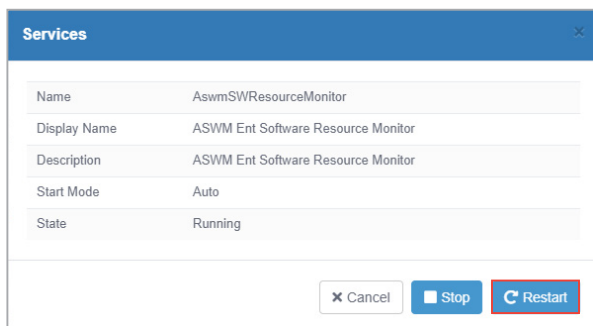 Services
Name AswmSWResourceMonitor
Display Name ASWM Ent Software Resource Monitor
Description ASWM Ent Software Resource Monitor
Start Mode Auto
State Running
Cancel Stop Restart